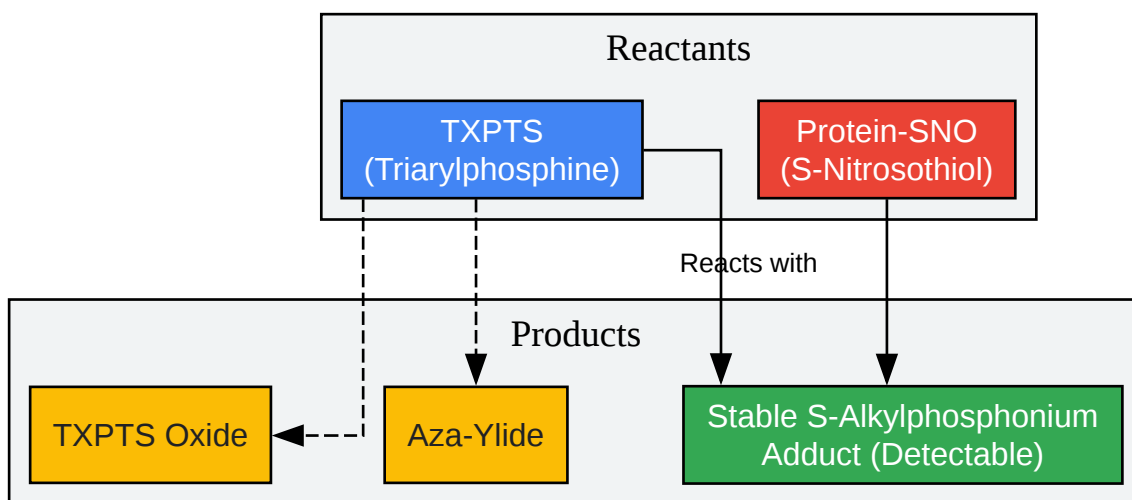 Reactants
TXPTS
(Triarylphosphine)
Protein-SNO
(S-Nitrosothiol)
Reacts with
Products
TXPTS Oxide
Aza-Ylide
Stable S-Alkylphosphonium
Adduct (Detectable)